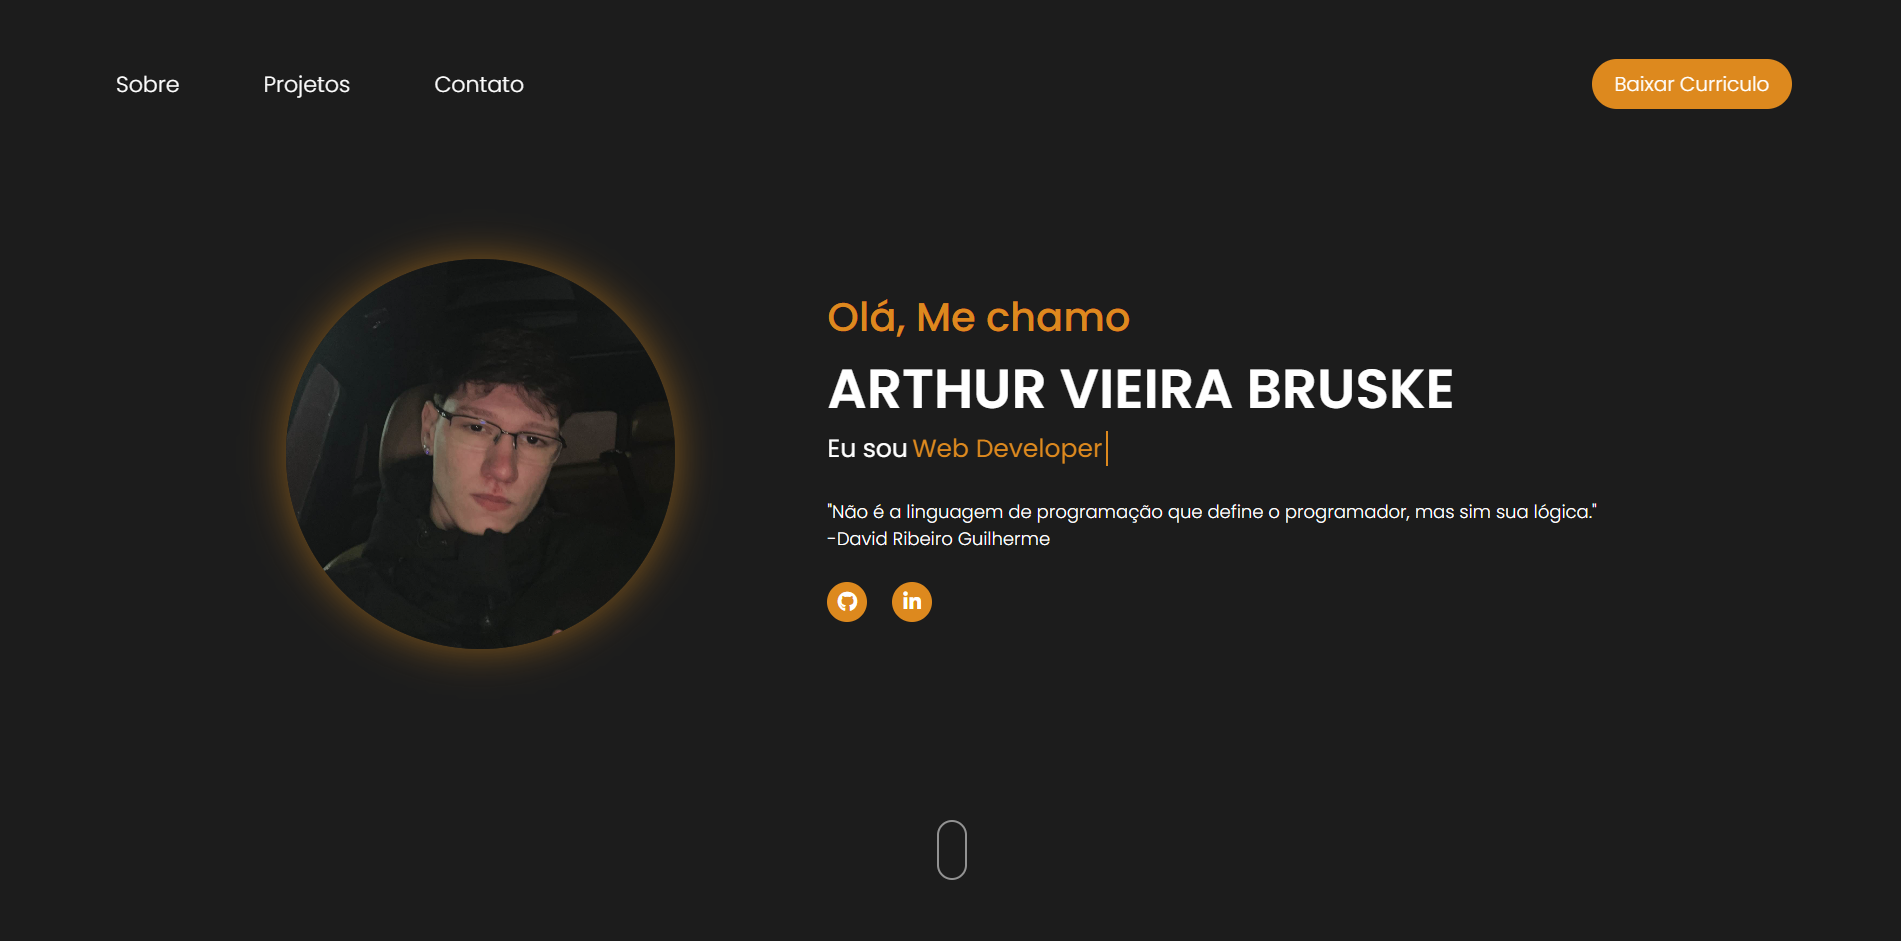 Sobre Projetos Contato Baixar Curriculo
Olá, Me chamo
ARTHUR VIEIRA BRUSKE
Eu sou Web Developer
"Não é a linguagem de programação que define o programador, mas sim sua lógica."
-David Ribeiro Guilherme
in